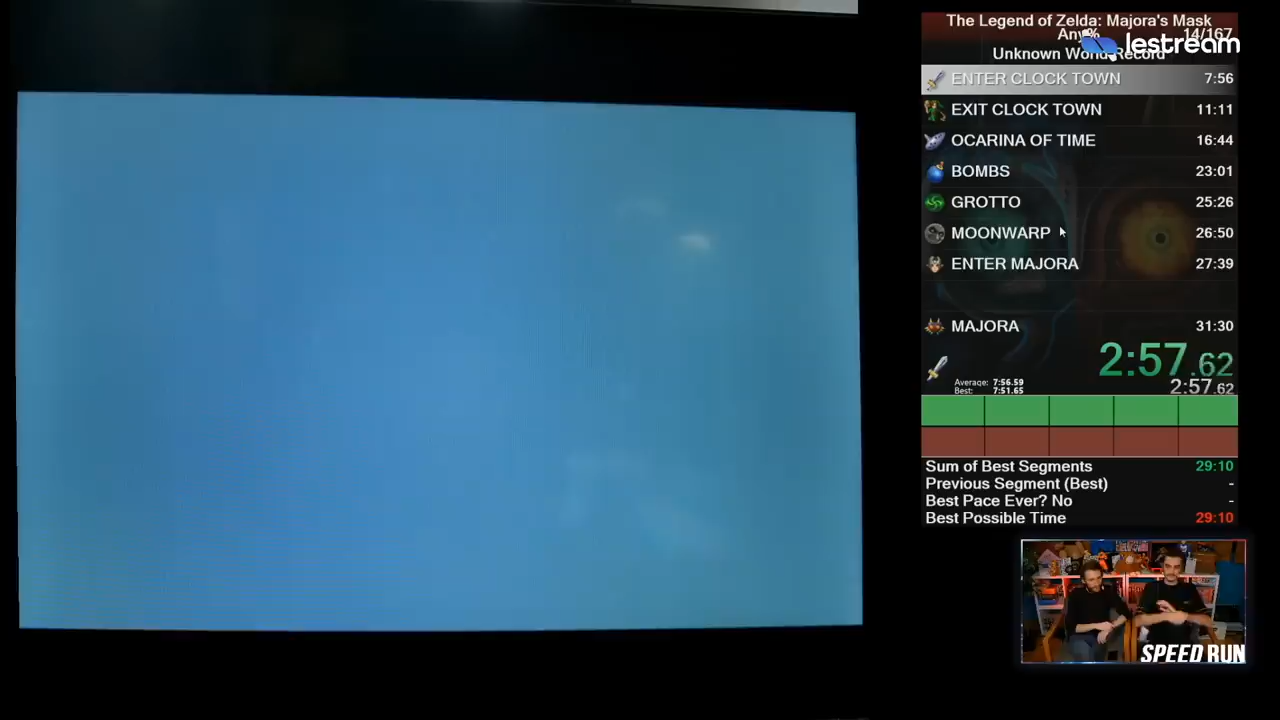 The Legend of Zelda: Majora's Mask
Any% 14/167
lestream
Unknown World Record
ENTER CLOCK TOWN 7:56
EXIT CLOCK TOWN 11:11
OCARINA OF TIME 16:44
BOMBS 23:01
GROTTO 25:26
MOONWARP 26:50
ENTER MAJORA 27:39
MAJORA 31:30
2:57.62
Average: 7:56.59
Best: 7:51.65
2:57.62
Sum of Best Segments 29:10
Previous Segment (Best) -
Best Pace Ever? No -
Best Possible Time 29:10
SPEED RUN